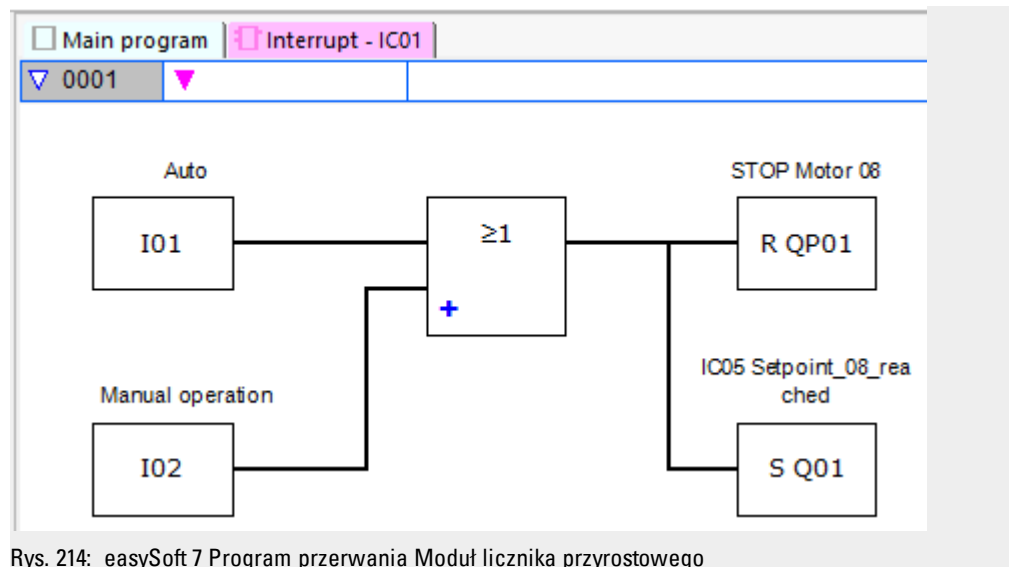 Main program Interrupt - IC01
0001
Auto
STOP Motor 08
I01
≥1
R QP01
+
IC05 Setpoint_08_rea
ched
Manual operation
I02
S Q01
Rys. 214: easySoft 7 Program przerwania Moduł licznika przyrostowego